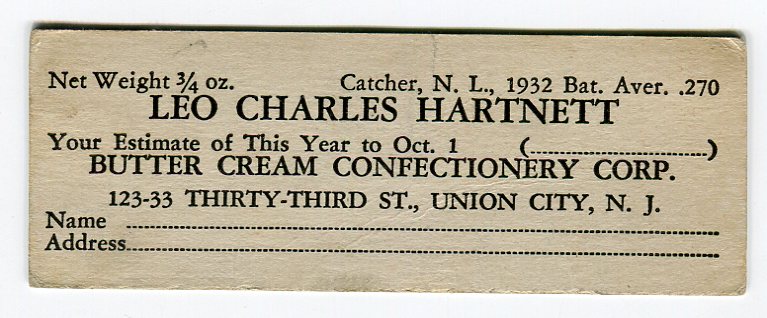 Net Weight ¾ oz. Catcher, N. L., 1932 Bat. Aver. .270
LEO CHARLES HARTNETT
Your Estimate of This Year to Oct. 1 (..............................)
BUTTER CREAM CONFECTIONERY CORP.
123-33 THIRTY-THIRD ST., UNION CITY, N. J.
Name
Address